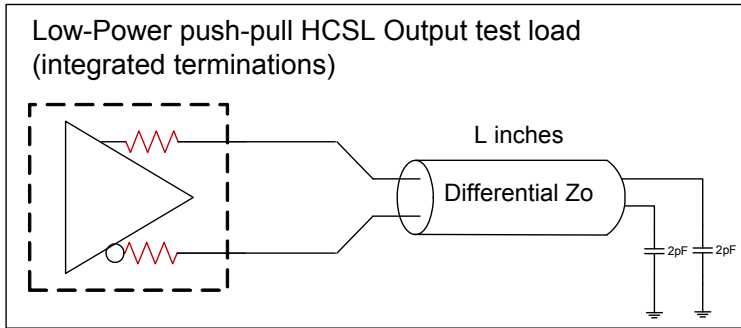 Low-Power push-pull HCSL Output test load
(integrated terminations)
L inches
Differential Zo
2pF
2pF